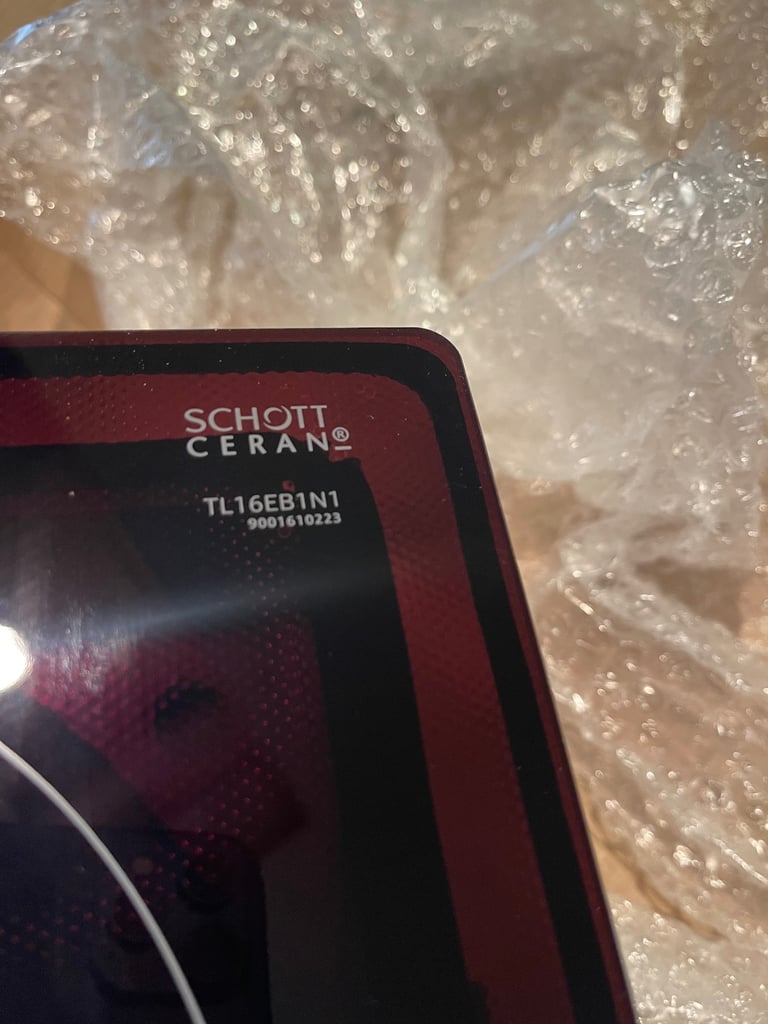 SCHOTT
CERAN®
TL16EB1N1
9001610223